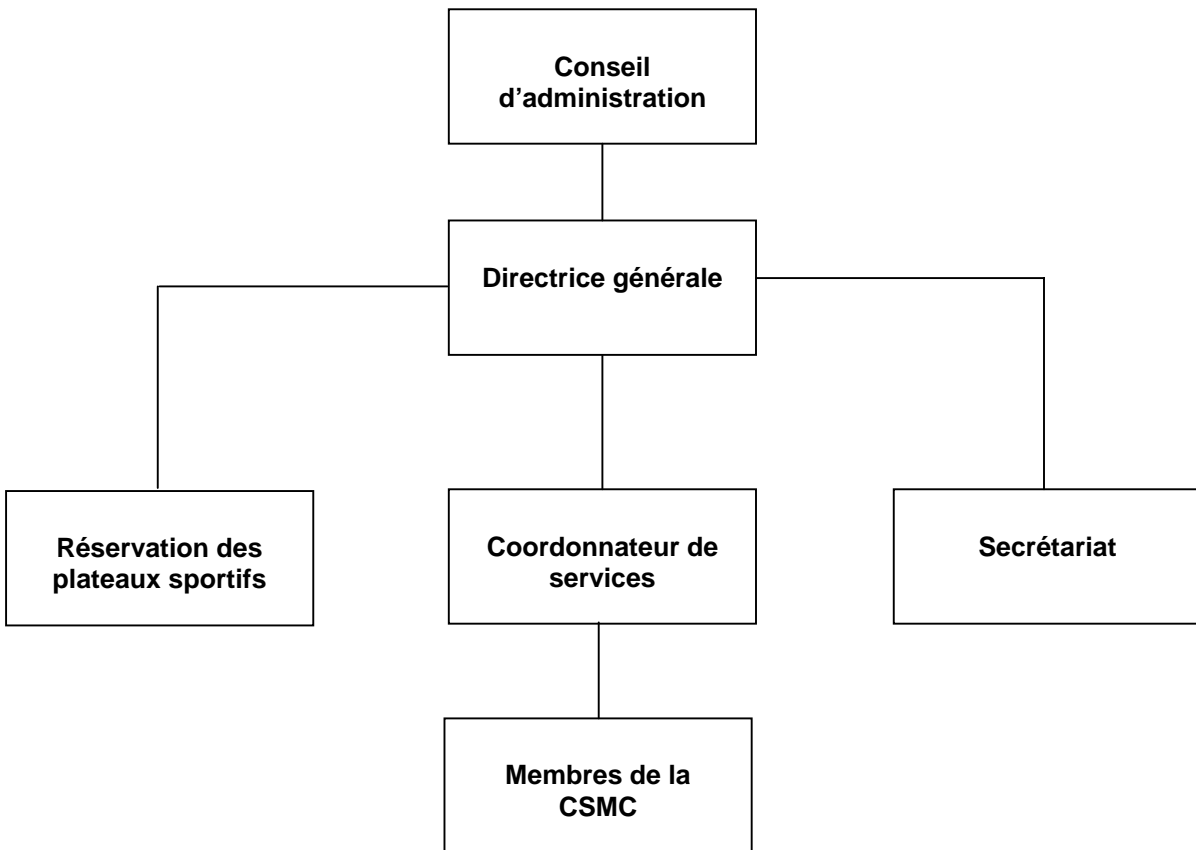 Conseil
d’administration
Directrice générale
Réservation des
plateaux sportifs
Coordonnateur de
services
Secrétariat
Membres de la
CSMC